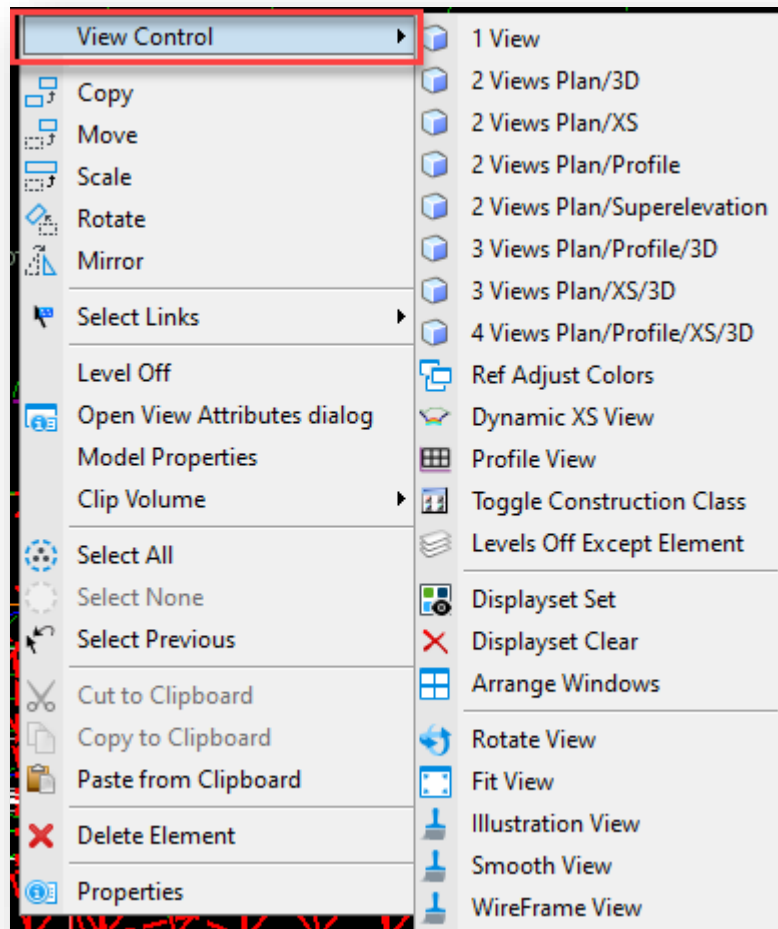 View Control
Copy
Move
Scale
Rotate
Mirror
Select Links
Level Off
Open View Attributes dialog
Model Properties
Clip Volume
Select All
Select None
Select Previous
Cut to Clipboard
Copy to Clipboard
Paste from Clipboard
Delete Element
Properties
1 View
2 Views Plan/3D
2 Views Plan/XS
2 Views Plan/Profile
2 Views Plan/Superelevation
3 Views Plan/Profile/3D
3 Views Plan/XS/3D
4 Views Plan/Profile/XS/3D
Ref Adjust Colors
Dynamic XS View
Profile View
Toggle Construction Class
Levels Off Except Element
Displayset Set
Displayset Clear
Arrange Windows
Rotate View
Fit View
Illustration View
Smooth View
WireFrame View